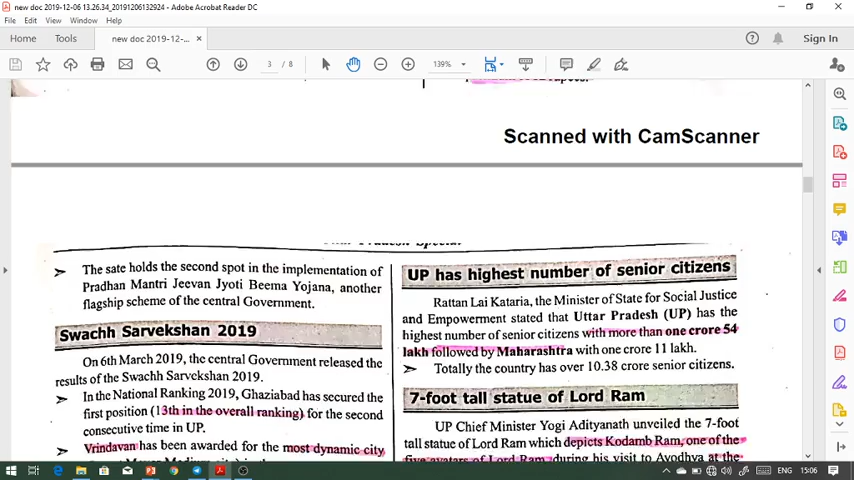 new doc 2019-12-06 13.26.34_20191206132924.pdf - Adobe Acrobat Reader DC
File Edit View Window Help
Home Tools new doc 2019-12-... × Sign In
3 / 8 139%
Scanned with CamScanner
Pradesh Special
The sate holds the second spot in the implementation of
Pradhan Mantri Jeevan Jyoti Beema Yojana, another
flagship scheme of the central Government.
Swachh Sarvekshan 2019
On 6th March 2019, the central Government released the
results of the Swachh Sarvekshan 2019.
➢ In the National Ranking 2019, Ghaziabad has secured the
first position (13th in the overall ranking) for the second
consecutive time in UP.
➢ Vrindavan has been awarded for the most dynamic city
UP has highest number of senior citizens
Rattan Lai Kataria, the Minister of State for Social Justice
and Empowerment stated that Uttar Pradesh (UP) has the
highest number of senior citizens with more than one crore 54
lakh followed by Maharashtra with one crore 11 lakh.
➢ Totally the country has over 10.38 crore senior citizens.
7-foot tall statue of Lord Ram
UP Chief Minister Yogi Adityanath unveiled the 7-foot
tall statue of Lord Ram which depicts Kodamb Ram, one of the
five avatars of Lord Ram, during his visit to Ayodhya at the
ENG 15:06